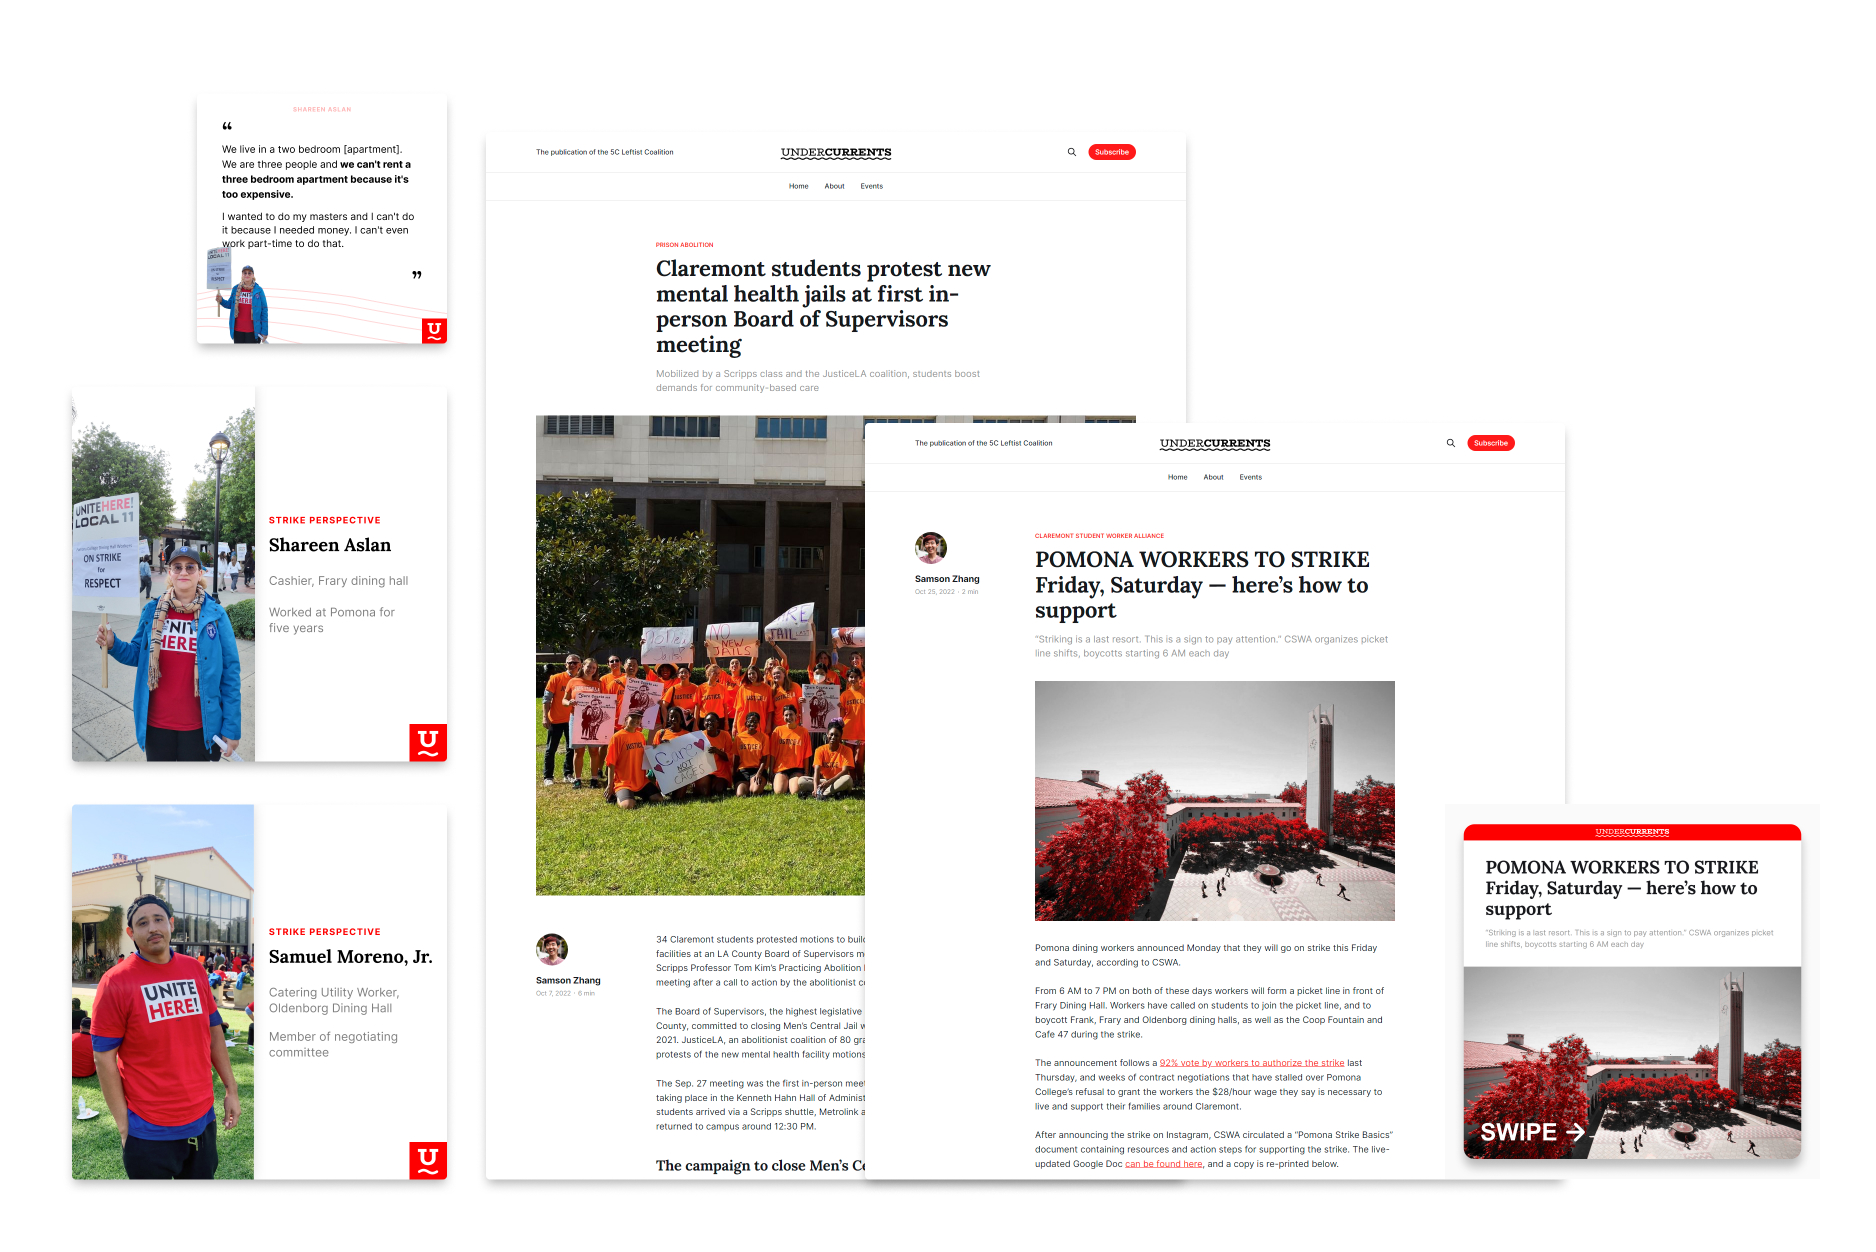 SHAREEN ASLAN
“
We live in a two bedroom [apartment].
We are three people and we can't rent a
three bedroom apartment because it's
too expensive.
I wanted to do my masters and I can't do
it because I needed money. I can't even
work part-time to do that.
”
LOCAL 11
ON STRIKE
RESPECT
UNITE
HERE!
U
UNITEHERE!
LOCAL 11
ON STRIKE
for
RESPECT
UNITE
HERE!
STRIKE PERSPECTIVE
Shareen Aslan
Cashier, Frary dining hall
Worked at Pomona for
five years
U
UNITE
HERE!
STRIKE PERSPECTIVE
Samuel Moreno, Jr.
Catering Utility Worker,
Oldenborg Dining Hall
Member of negotiating
committee
U
The publication of the 5C Leftist Coalition
UNDERCURRENTS
Subscribe
Home About Events
PRISON ABOLITION
Claremont students protest new
mental health jails at first in-
person Board of Supervisors
meeting
Mobilized by a Scripps class and the JusticeLA coalition, students boost
demands for community-based care
NO
NEW
JAILS
JAIL
JUSTICE
Care
NOT
CAGES
Samson Zhang
Oct 7, 2022 · 6 min
34 Claremont students protested motions to build
facilities at an LA County Board of Supervisors m
Scripps Professor Tom Kim's Practicing Abolition
meeting after a call to action by the abolitionist c
The Board of Supervisors, the highest legislative
County, committed to closing Men's Central Jail w
2021. JusticeLA, an abolitionist coalition of 80 gra
protests of the new mental health facility motions
The Sep. 27 meeting was the first in-person meet
taking place in the Kenneth Hahn Hall of Administ
students arrived via a Scripps shuttle, Metrolink a
returned to campus around 12:30 PM.
The campaign to close Men's Ce
The publication of the 5C Leftist Coalition
UNDERCURRENTS
Subscribe
Home About Events
Samson Zhang
Oct 25, 2022 · 2 min
CLAREMONT STUDENT WORKER ALLIANCE
POMONA WORKERS TO STRIKE
Friday, Saturday — here's how to
support
“Striking is a last resort. This is a sign to pay attention.” CSWA organizes picket
line shifts, boycotts starting 6 AM each day
Pomona dining workers announced Monday that they will go on strike this Friday
and Saturday, according to CSWA.
From 6 AM to 7 PM on both of these days workers will form a picket line in front of
Frary Dining Hall. Workers have called on students to join the picket line, and to
boycott Frank, Frary and Oldenborg dining halls, as well as the Coop Fountain and
Cafe 47 during the strike.
The announcement follows a 92% vote by workers to authorize the strike last
Thursday, and weeks of contract negotiations that have stalled over Pomona
College's refusal to grant the workers the $28/hour wage they say is necessary to
live and support their families around Claremont.
After announcing the strike on Instagram, CSWA circulated a “Pomona Strike Basics”
document containing resources and action steps for supporting the strike. The live-
updated Google Doc can be found here, and a copy is re-printed below.
UNDERCURRENTS
POMONA WORKERS TO STRIKE
Friday, Saturday — here's how to
support
“Striking is a last resort. This is a sign to pay attention.” CSWA organizes picket
line shifts, boycotts starting 6 AM each day
SWIPE →